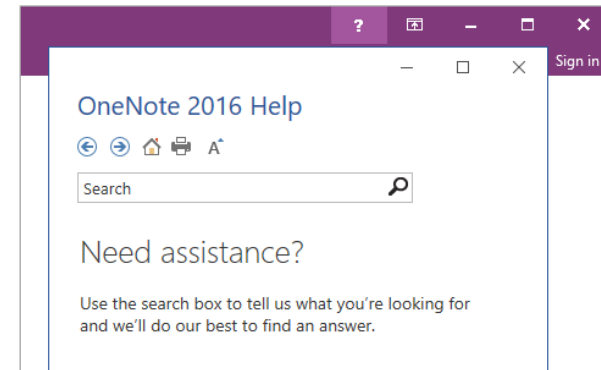 ?
Sign in
OneNote 2016 Help
A
Search
Need assistance?
Use the search box to tell us what you're looking for
and we'll do our best to find an answer.